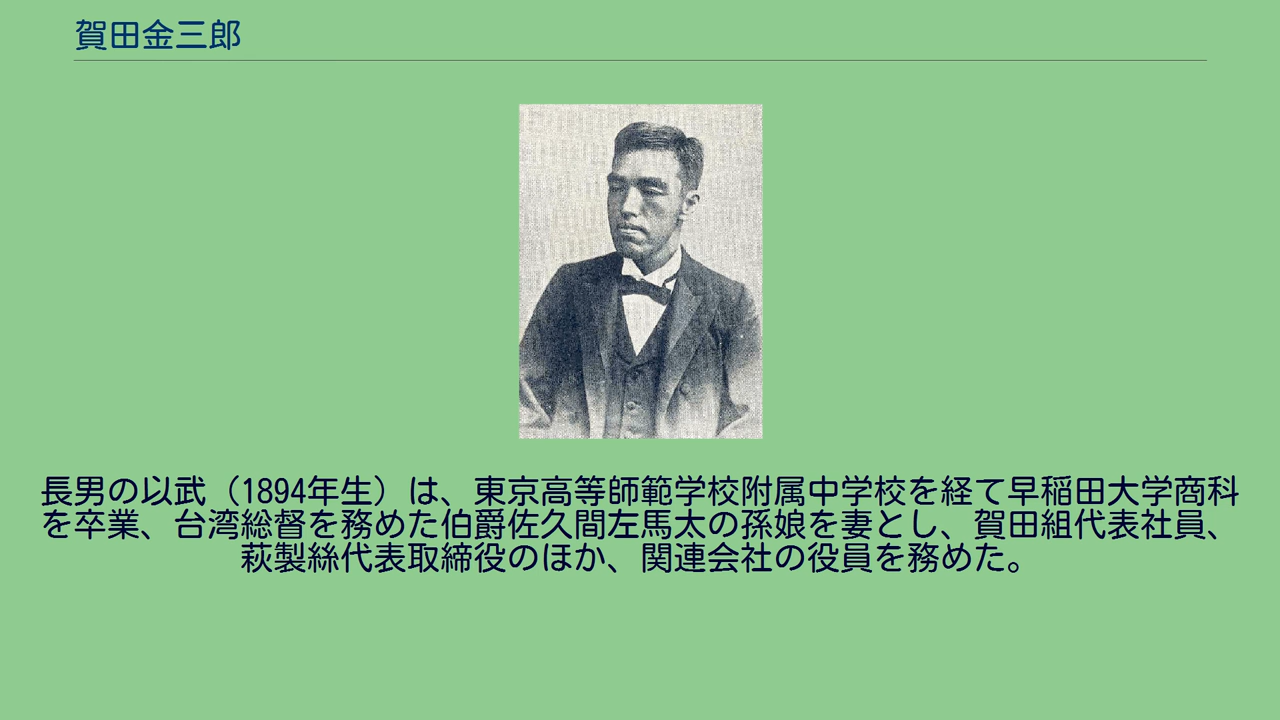 賀田金三郎
長男の以武（1894年生）は、東京高等師範学校附属中学校を経て早稲田大学商科
を卒業、台湾総督を務めた伯爵佐久間左馬太の孫娘を妻とし、賀田組代表社員、
萩製絲代表取締役のほか、関連会社の役員を務めた。